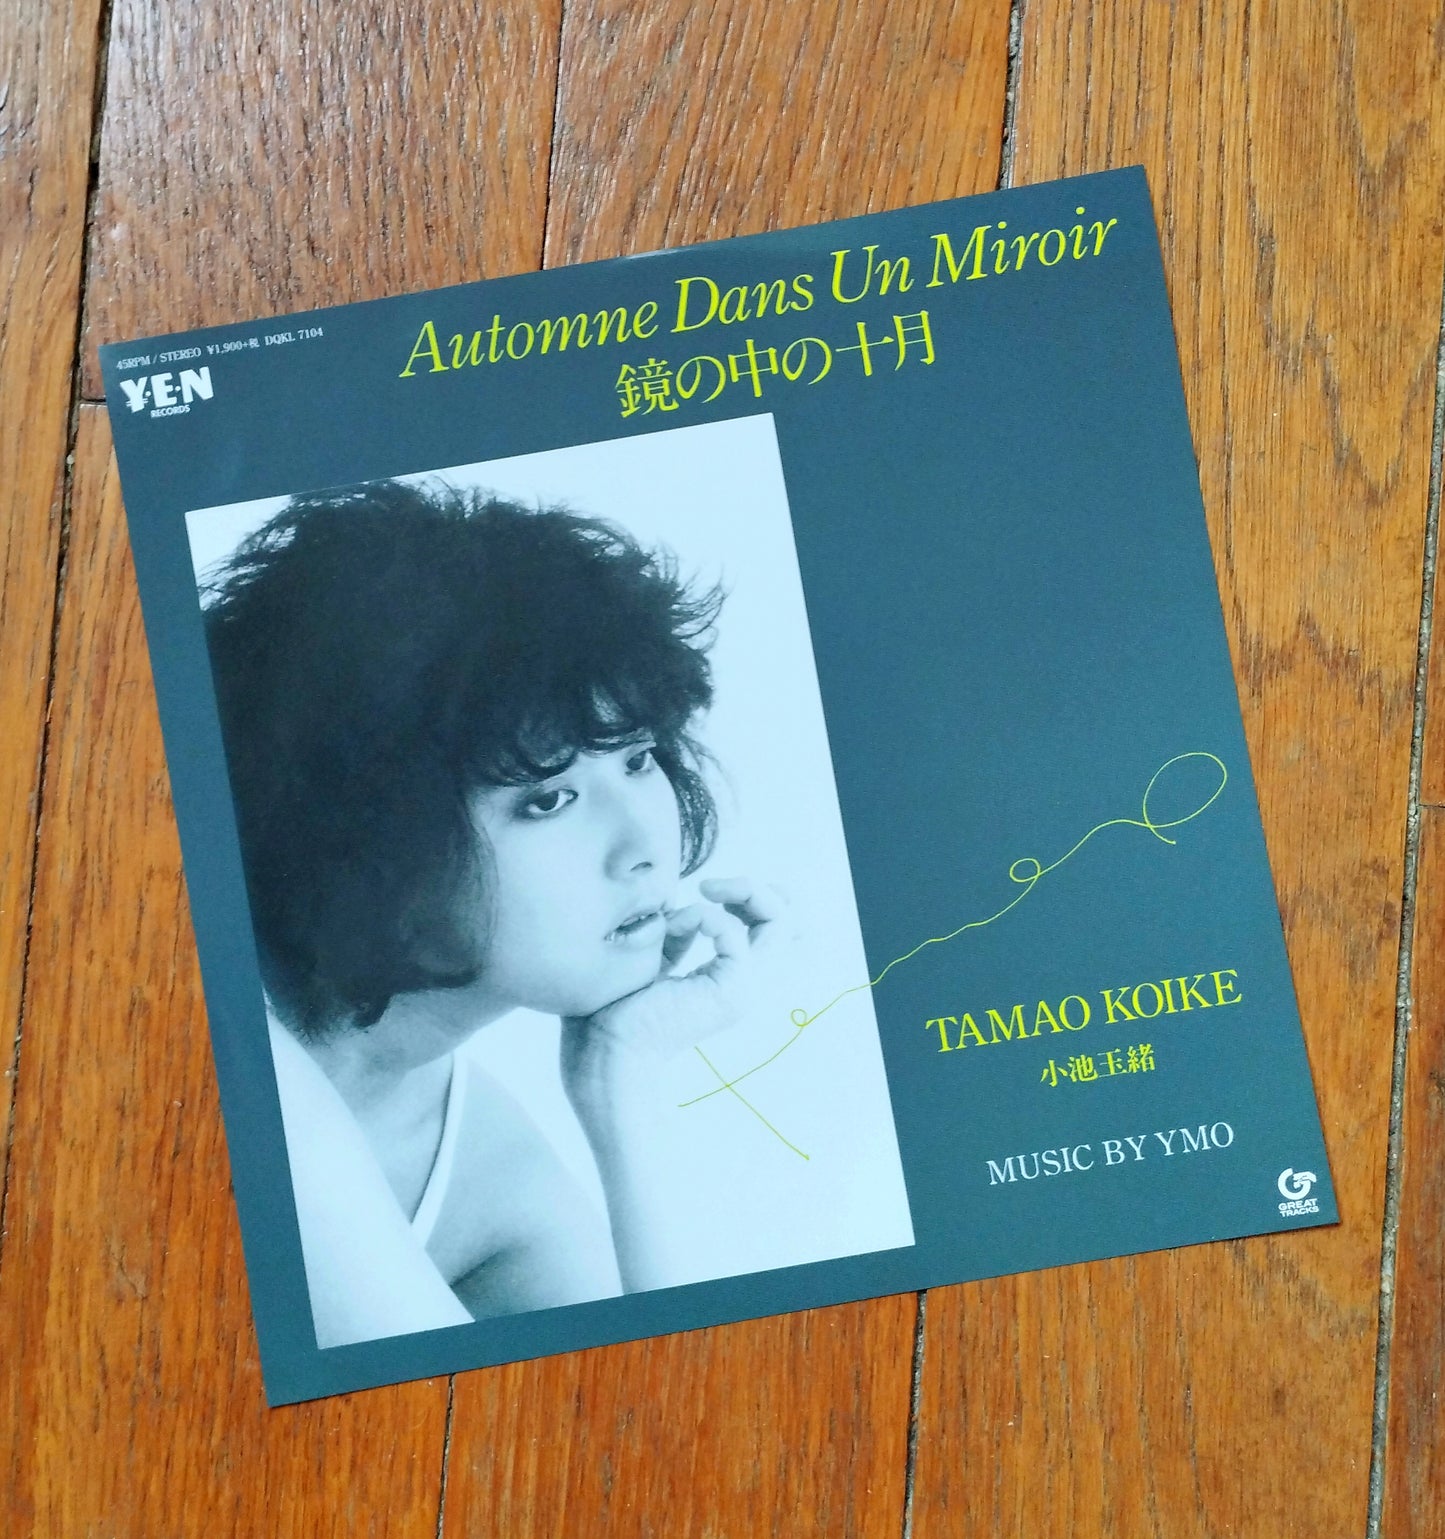 45RPM / STEREO ¥1,900+税 DQKL 7104
Y·E·N
RECORDS
Automne Dans Un Miroir
鏡の中の十月
TAMAO KOIKE
小池玉緒
MUSIC BY YMO
GREAT
TRACKS